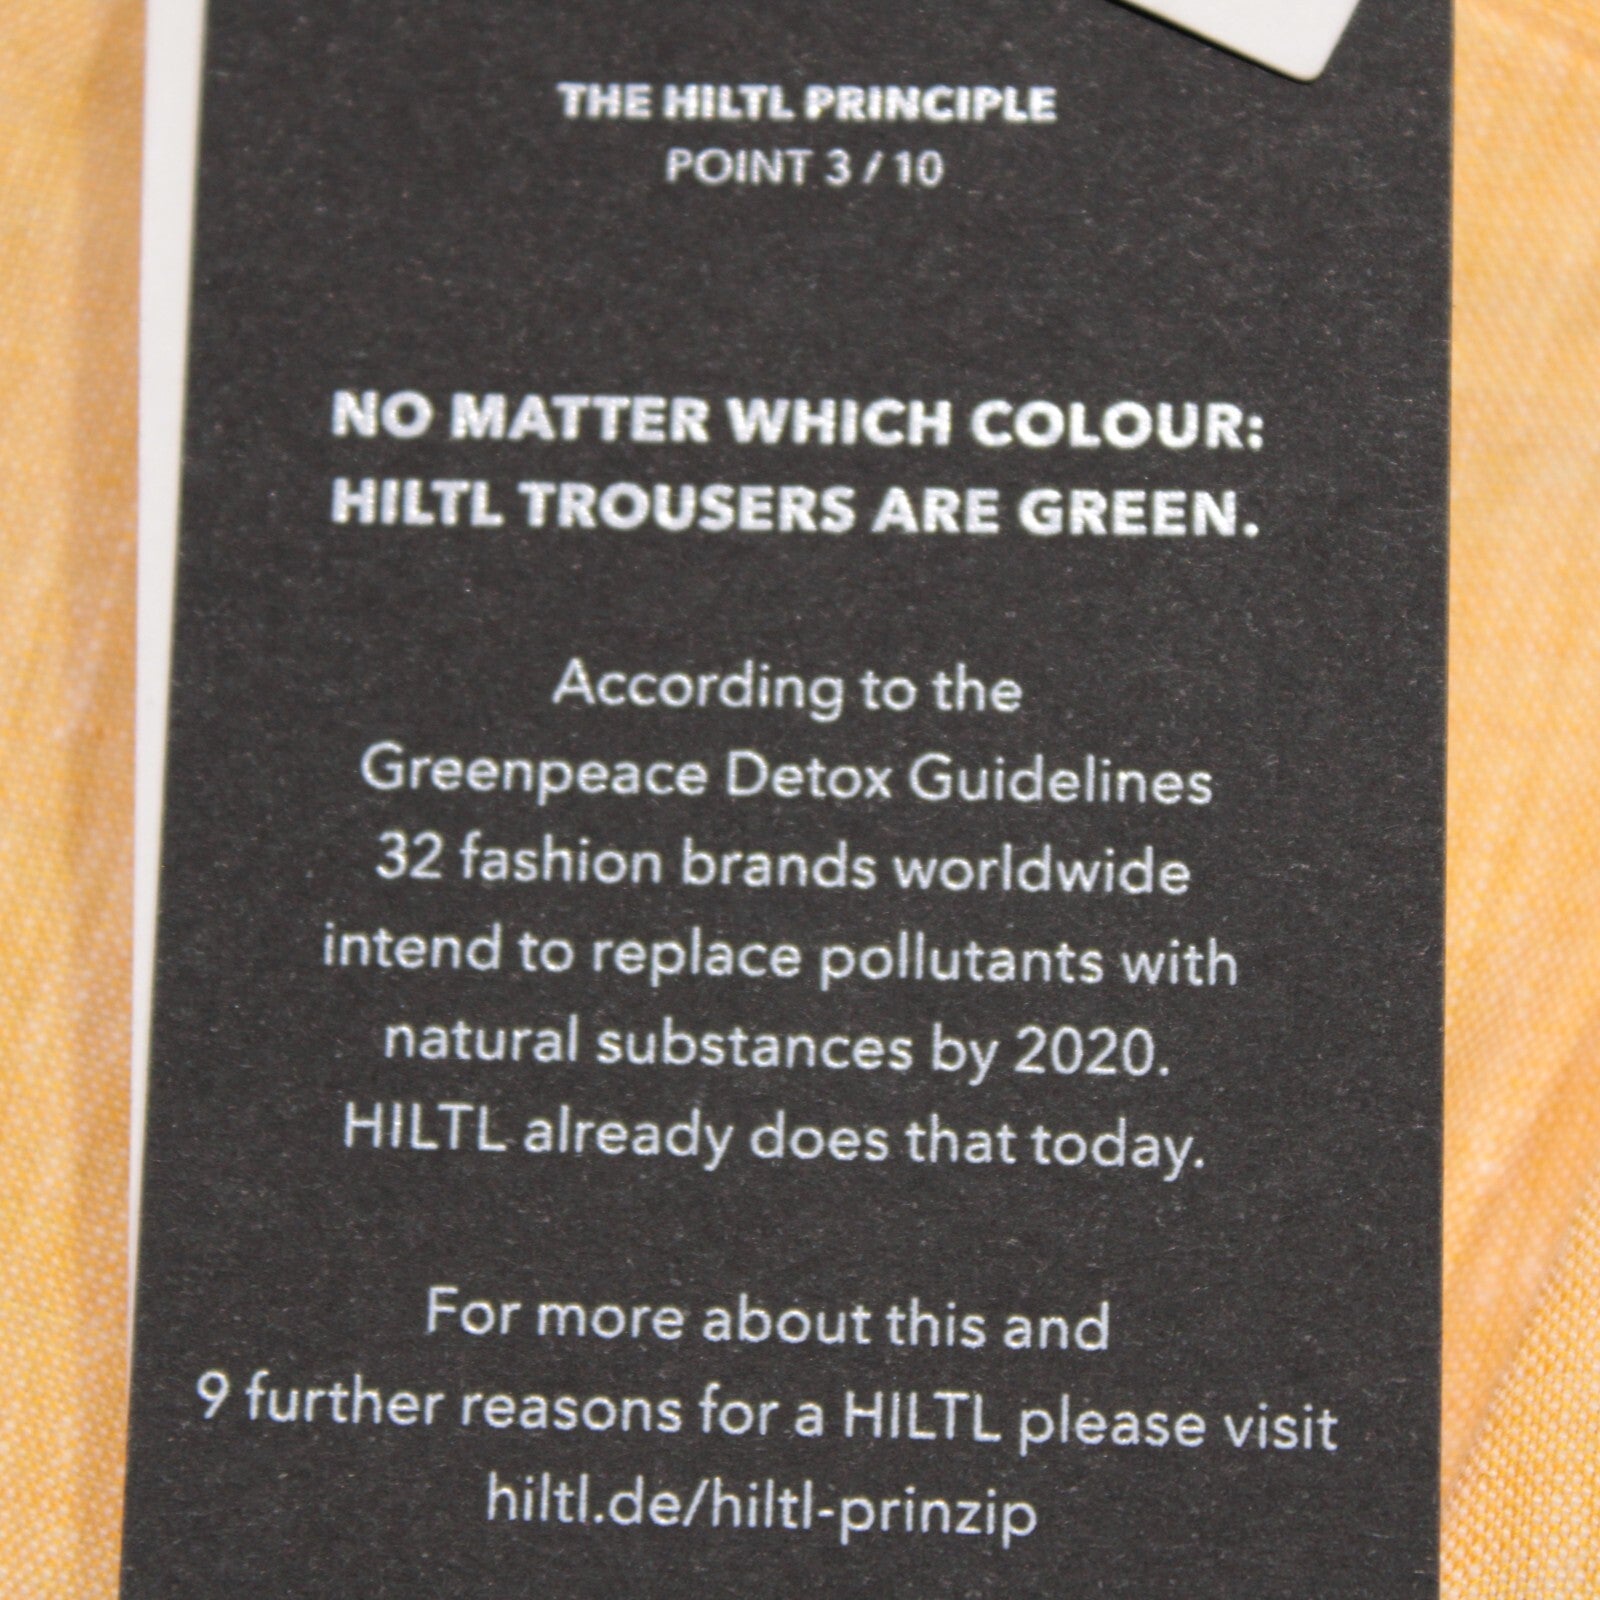 THE HILTL PRINCIPLE
POINT 3 / 10
NO MATTER WHICH COLOUR:
HILTL TROUSERS ARE GREEN.
According to the
Greenpeace Detox Guidelines
32 fashion brands worldwide
intend to replace pollutants with
natural substances by 2020.
HILTL already does that today.
For more about this and
9 further reasons for a HILTL please visit
hiltl.de/hiltl-prinzip